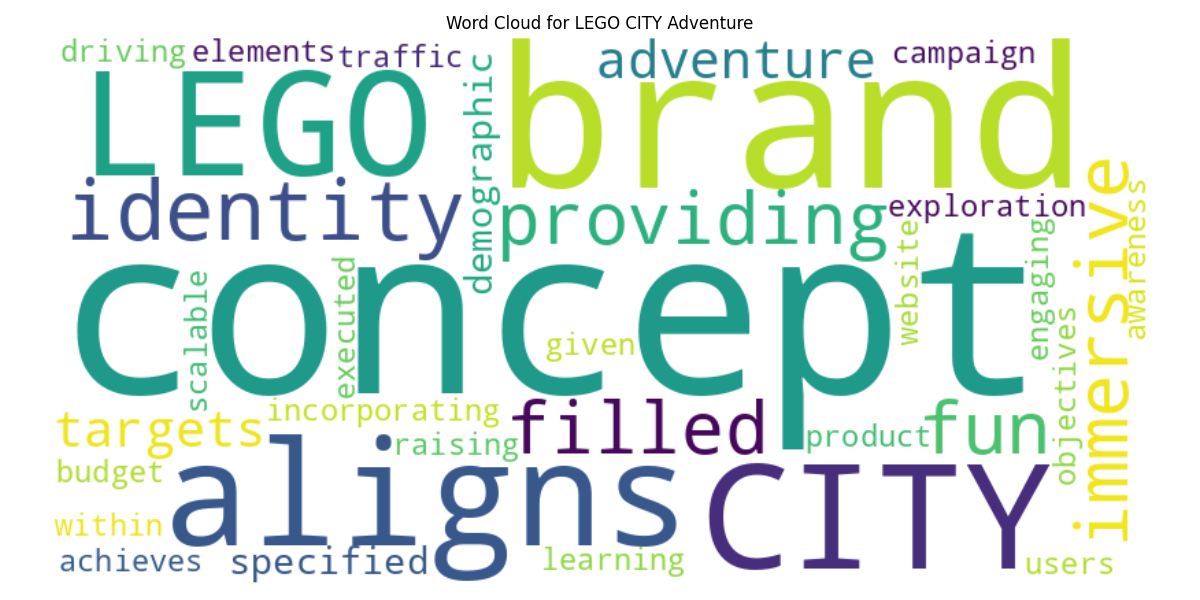 Word Cloud for LEGO CITY Adventure
driving elements traffic adventure campaign
LEGO demographic brand
identity providing exploration
concept
immersive
awareness
website
engaging
scalable
executed
given
objectives
targets incorporating filled product fun
raising
budget
aligns CITY
within
achieves specified learning users